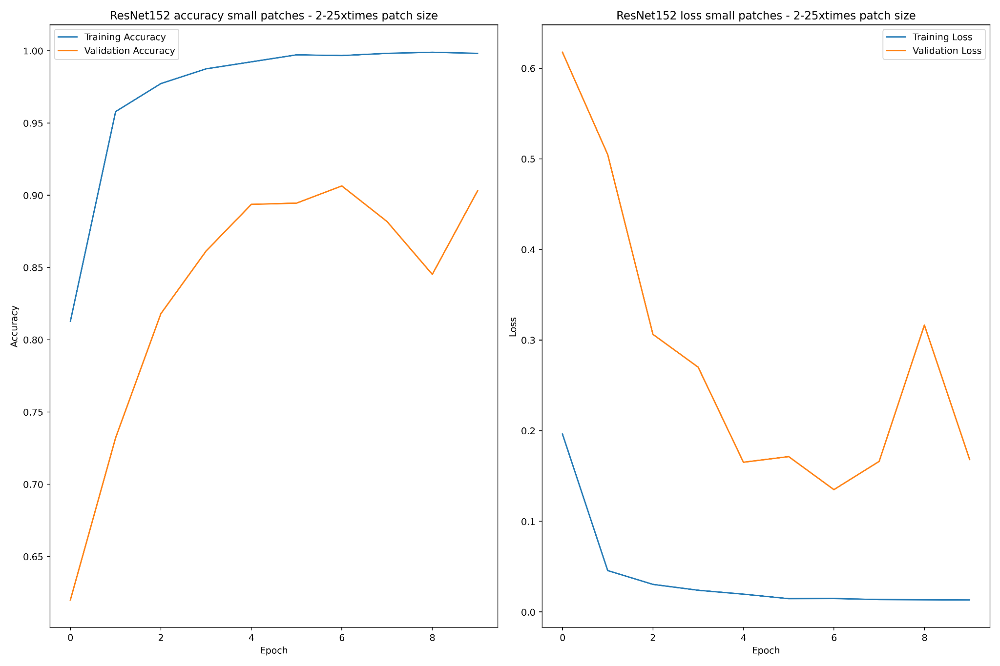 ResNet152 accuracy small patches - 2-25xtimes patch size
Training Accuracy
Validation Accuracy
1.00
0.95
0.90
0.85
0.80
0.75
0.70
0.65
Accuracy
0 2 4 6 8
Epoch
ResNet152 loss small patches - 2-25xtimes patch size
Training Loss
Validation Loss
0.6
0.5
0.4
0.3
0.2
0.1
0.0
Loss
0 2 4 6 8
Epoch